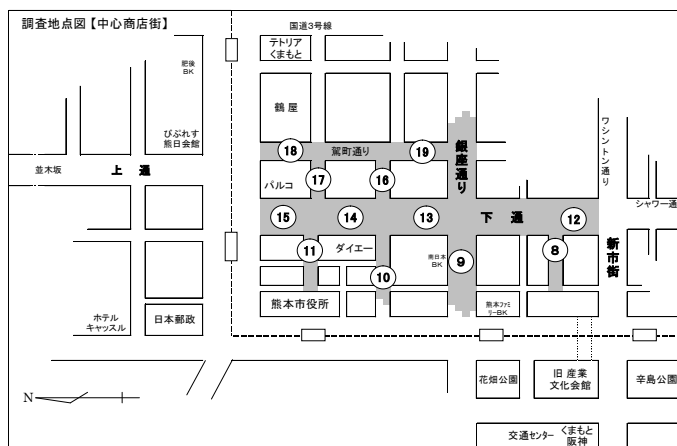 調査地点図【中心商店街】
国道3号線
テトリア
くまもと
肥後
BK
鶴屋
びぷれす
熊日会館
ワシントン通り
⑱
駕町通り
⑲
銀座通り
並木坂
上通
パルコ
⑰
⑯
シャワー通
⑮
⑭
⑬
下通
⑫
新市街
⑪
ダイエー
南日本
BK
⑨
⑧
⑩
熊本市役所
熊本ファミ
リーBK
ホテル
キャッスル
日本郵政
N
花畑公園
旧産業
文化会館
辛島公園
交通センター
くまもと
阪神